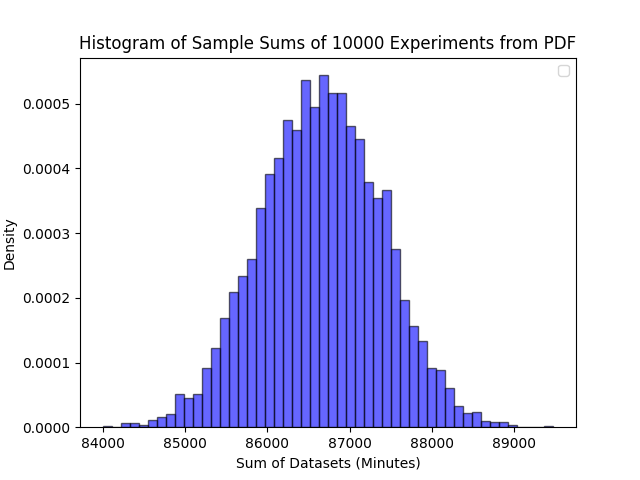 Histogram of Sample Sums of 10000 Experiments from PDF
0.0005
0.0004
0.0003
0.0002
0.0001
0.0000
Density
84000 85000 86000 87000 88000 89000
Sum of Datasets (Minutes)